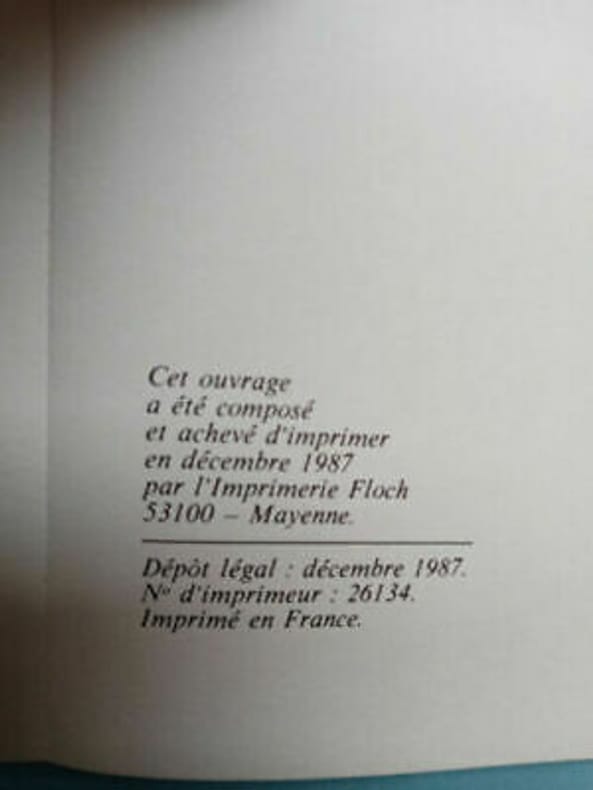 Cet ouvrage
a été composé
et achevé d'imprimer
en décembre 1987
par l'Imprimerie Floch
53100 – Mayenne.
Dépôt légal : décembre 1987.
Nº d'imprimeur : 26134.
Imprimé en France.